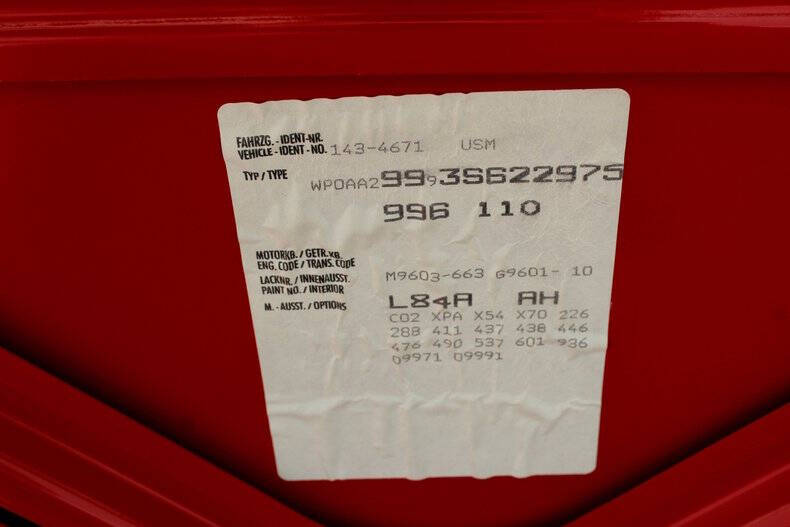 FAHRZG. - IDENT-NR.
VEHICLE - IDENT - NO. 143-4671 USM
TYP / TYPE WP0AA29993S622975
996 110
MOTORKB. / GETR. KB.
ENG. CODE / TRANS. CODE M9603-663 G9601- 10
LACKNR. / INNENAUSST.
PAINT NO. / INTERIOR L84A AH
M. - AUSST. / OPTIONS C02 XPA X54 X70 226
288 411 437 438 446
476 490 537 601 936
09971 09991